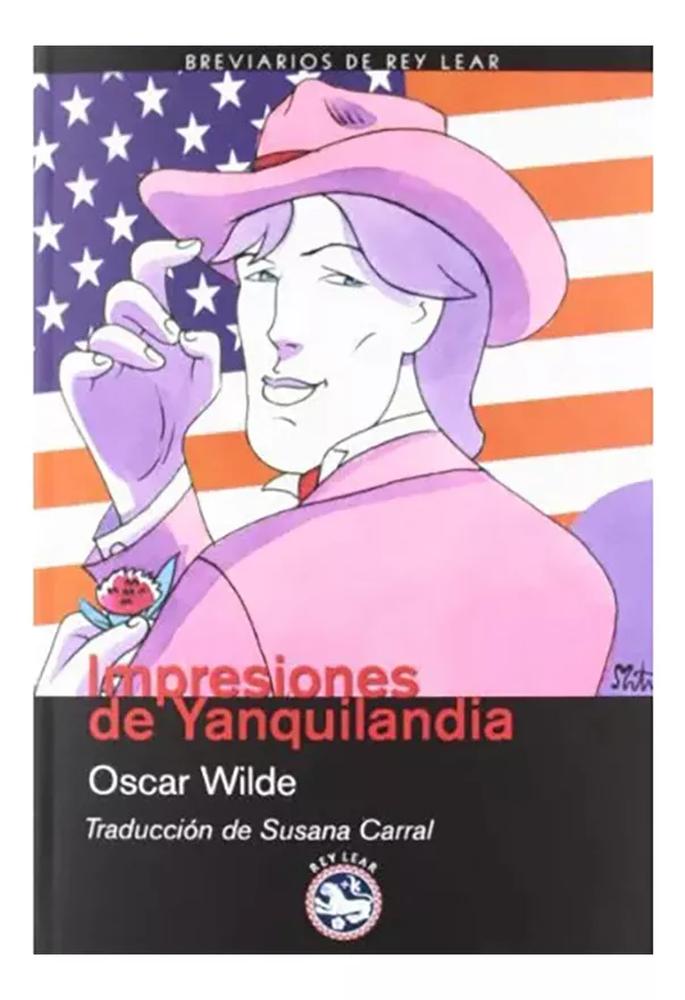 BREVIARIOS DE REY LEAR
Impresiones
de Yanquilandia
Oscar Wilde
Traducción de Susana Carral
REY LEAR